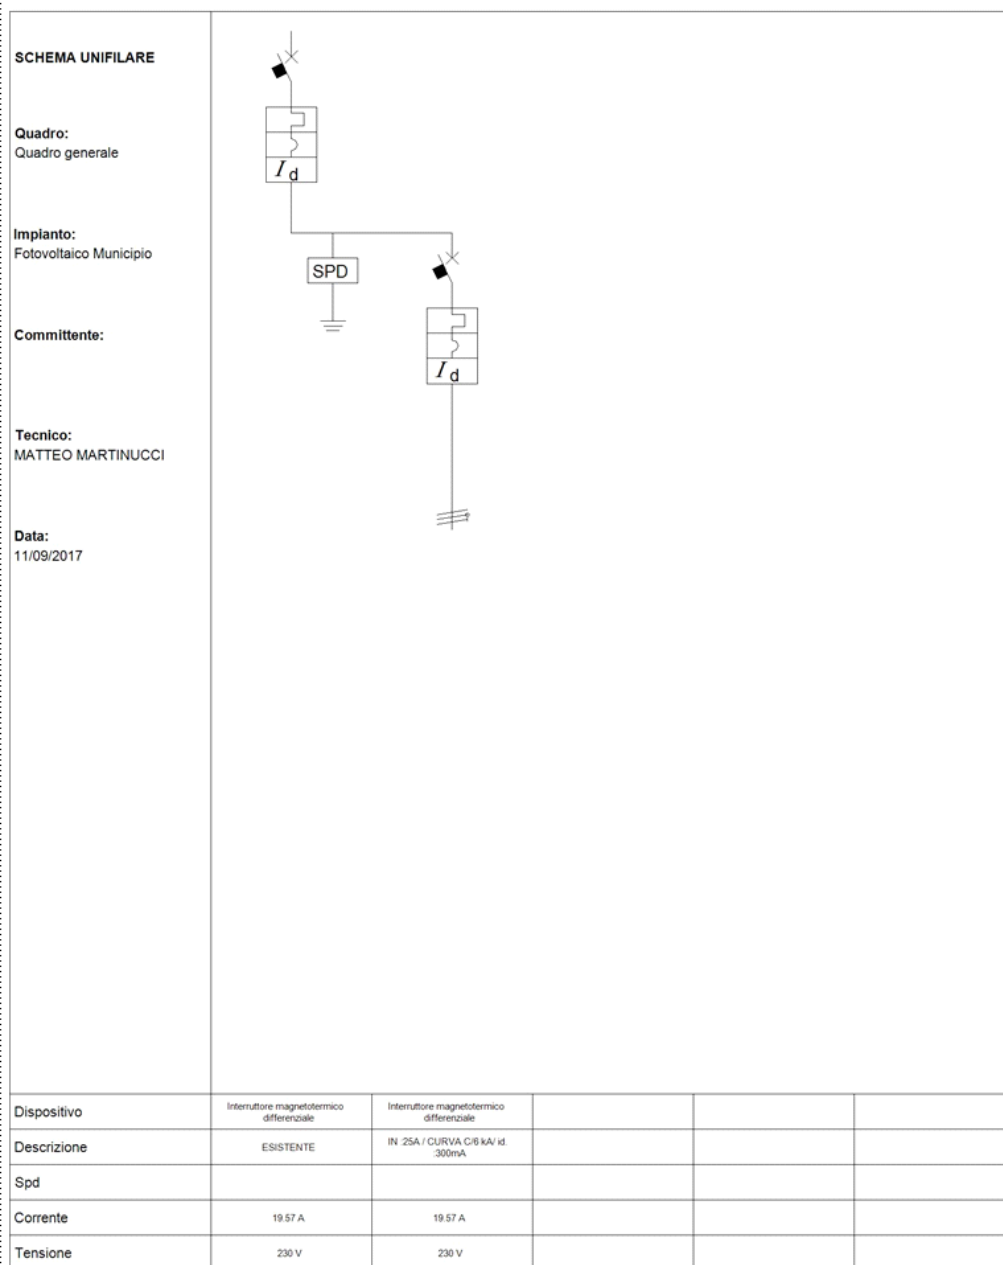 SCHEMA UNIFILARE
Quadro:
Quadro generale
Impianto:
Fotovoltaico Municipio
Committente:
Tecnico:
MATTEO MARTINUCCI
Data:
11/09/2017
I d
SPD
I d
Dispositivo
Interruttore magnetotermico
differenziale
Interruttore magnetotermico
differenziale
Descrizione
ESISTENTE
IN :25A / CURVA C/6 kA/ id.
:300mA
Spd
Corrente
19.57 A
19.57 A
Tensione
230 V
230 V